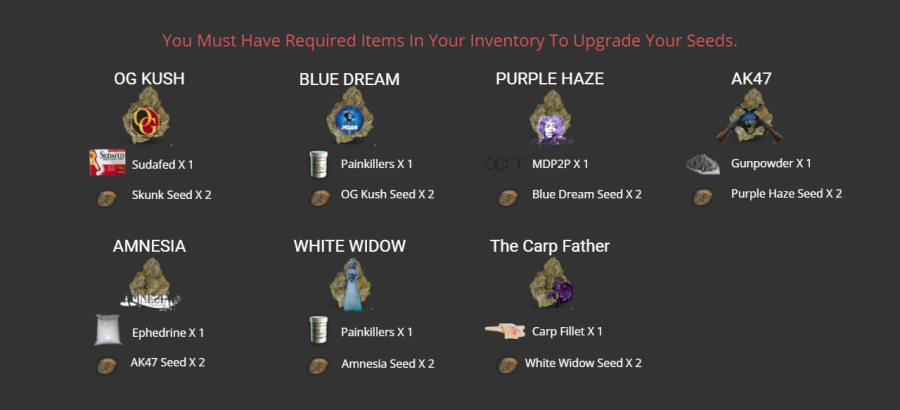 You Must Have Required Items In Your Inventory To Upgrade Your Seeds.
OG KUSH
BLUE DREAM
PURPLE HAZE
AK47
OG
DREAM
SUDAFED
Sudafed X 1
Painkillers X 1
MDP2P X 1
Gunpowder X 1
Skunk Seed X 2
OG Kush Seed X 2
Blue Dream Seed X 2
Purple Haze Seed X 2
AMNESIA
WHITE WIDOW
The Carp Father
Ephedrine X 1
Painkillers X 1
Carp Fillet X 1
AK47 Seed X 2
Amnesia Seed X 2
White Widow Seed X 2